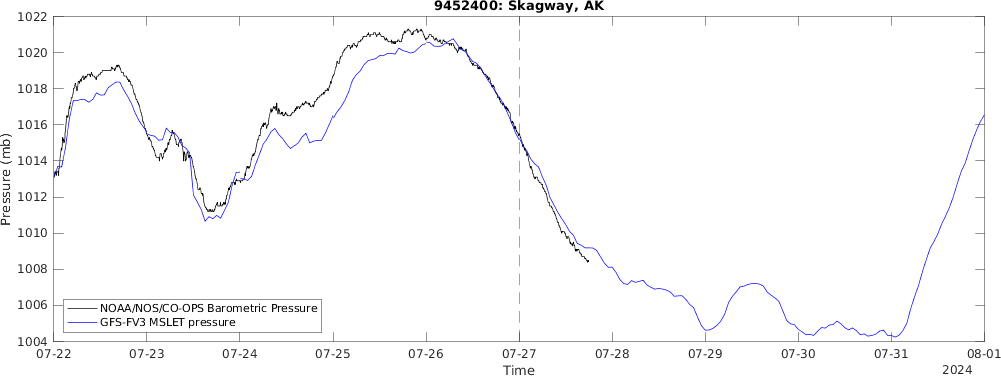 9452400: Skagway, AK
Pressure (mb)
1022
1020
1018
1016
1014
1012
1010
1008
1006
1004
NOAA/NOS/CO-OPS Barometric Pressure
GFS-FV3 MSLET pressure
07-22 07-23 07-24 07-25 07-26 07-27 07-28 07-29 07-30 07-31 08-01
Time
2024